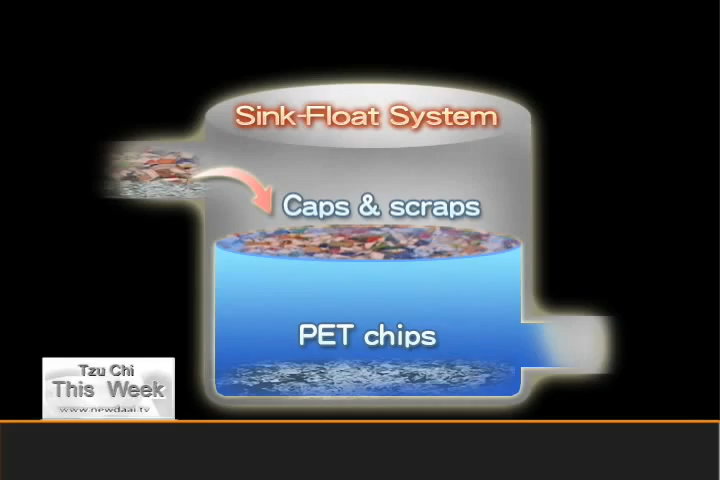 Sink-Float System
Caps & scraps
PET chips
Tzu Chi
This Week
www.newdaai.tv